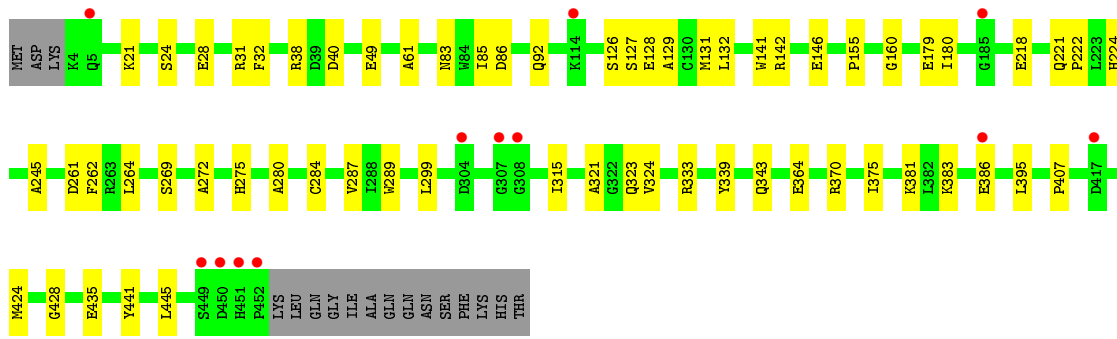 MET ASP LYS K4 Q5 K21 S24 E28 R31 F32 R38 D39 D40 E49 A61 N83 W84 I85 D86 Q92 K114 S126 S127 E128 A129 C130 M131 L132 W141 R142 E146 P155 G160 E179 I180 G185 E218 Q221 P222 L223 H224
A245 D261 P262 R263 L264 S269 A272 H275 A280 C284 V287 I288 W289 L299 D304 G307 G308 I315 A321 G322 Q323 V324 R333 Y339 Q343 E364 R370 I375 K381 L382 K383 E386 L395 P407 D417
M424 G428 E435 Y441 L445 S449 D450 H451 P452 LYS LEU GLN GLY ILE ALA GLN GLN ASN SER PHE LYS HIS THR